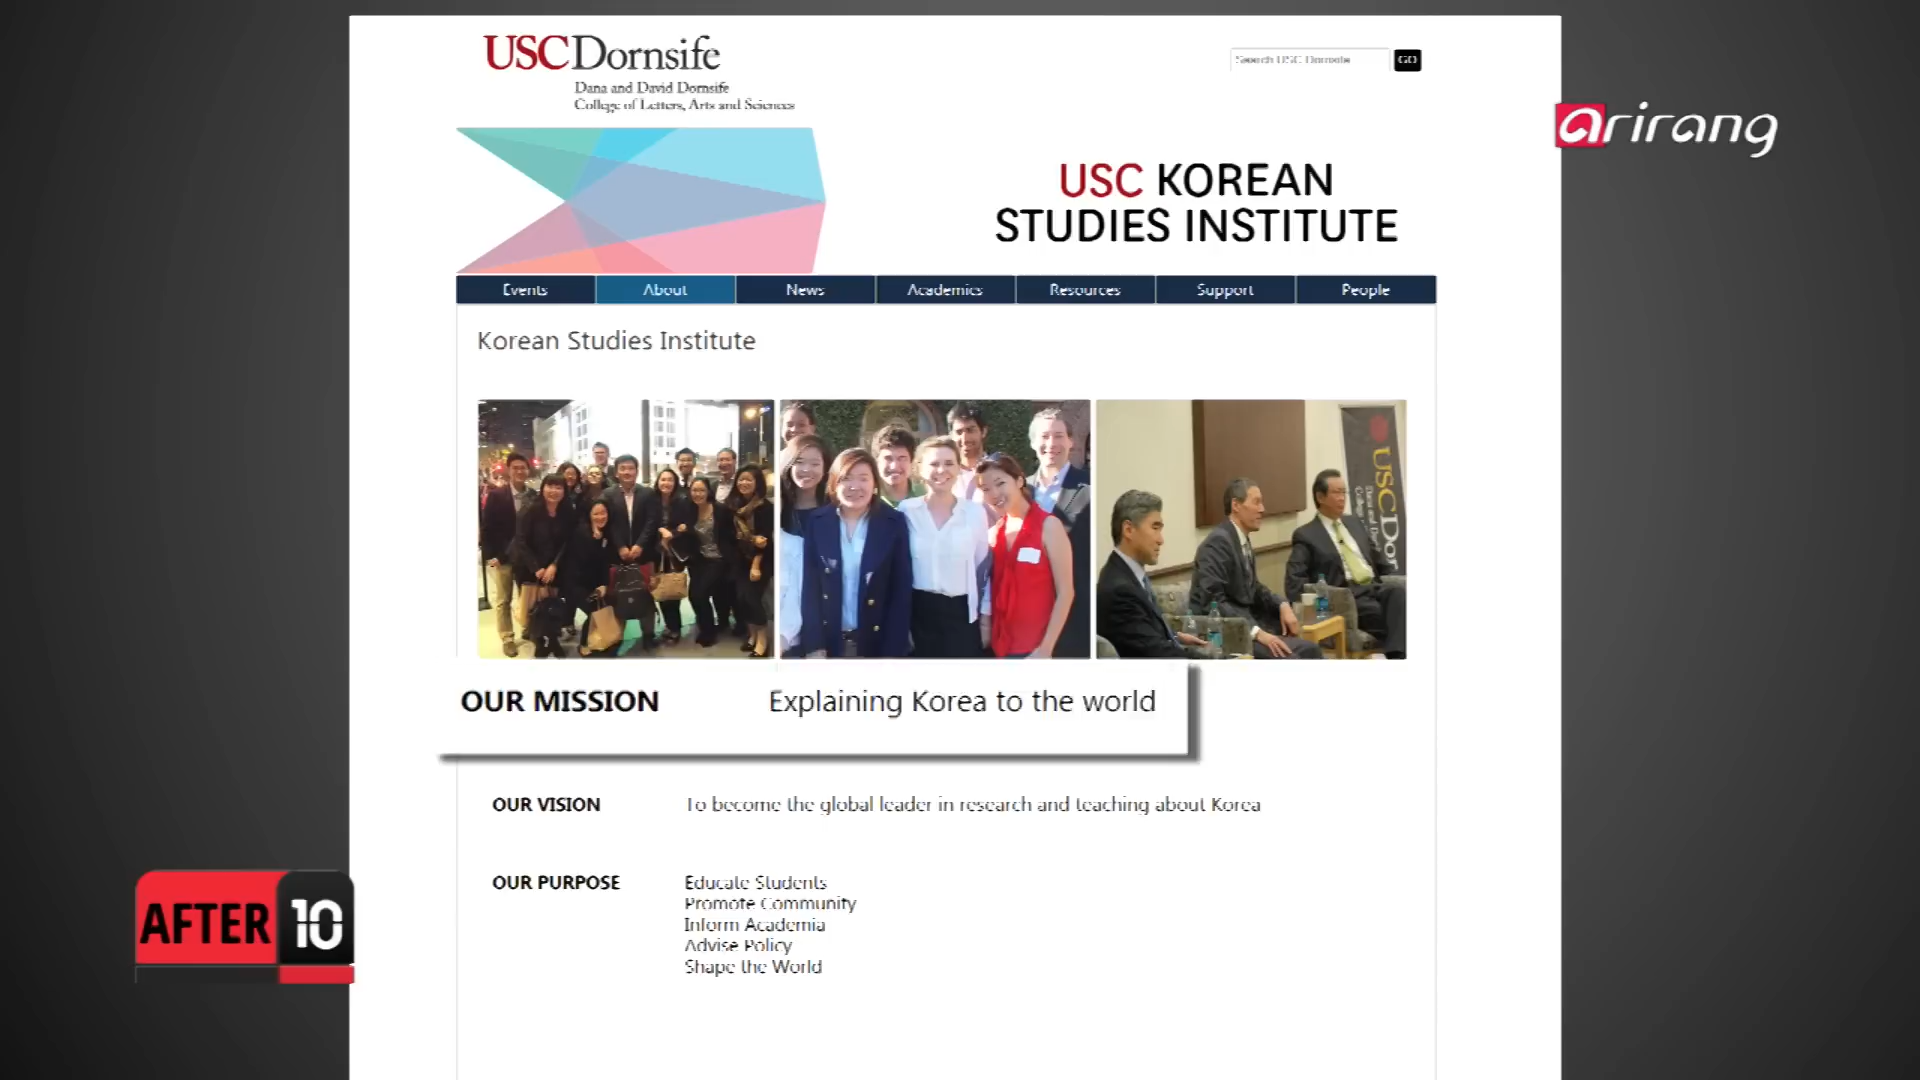 USCDornsife
Dana and David Dornsife
College of Letters, Arts and Sciences
Search USC Dornsife
GO
arirang
USC KOREAN
STUDIES INSTITUTE
Events
About
News
Academics
Resources
Support
People
Korean Studies Institute
USCDor
OUR MISSION
Explaining Korea to the world
OUR VISION
To become the global leader in research and teaching about Korea
OUR PURPOSE
Educate Students
Promote Community
Inform Academia
Advise Policy
Shape the World
AFTER 10